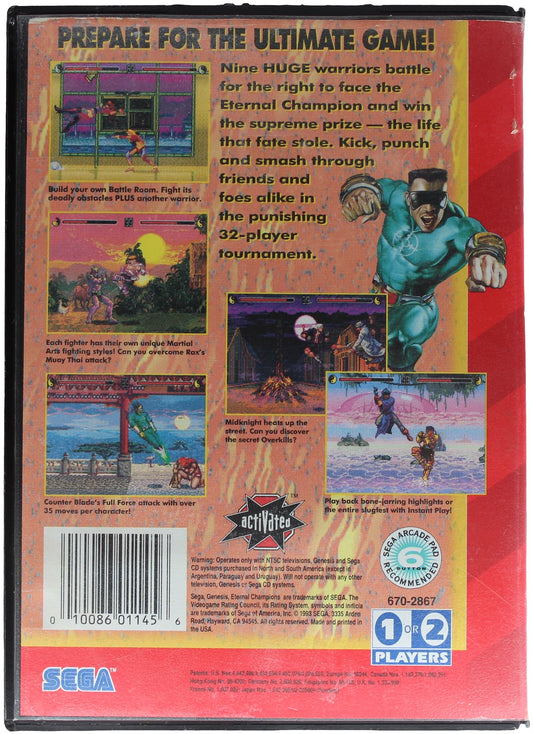 PREPARE FOR THE ULTIMATE GAME!
Nine HUGE warriors battle
for the right to face the
Eternal Champion and win
the supreme prize — the life
that fate stole. Kick, punch
and smash through
friends and
foes alike in
the punishing
32-player
tournament.
Build your own Battle Room. Fight its
deadly obstacles PLUS another warrior.
Each fighter has their own unique Martial
Arts fighting styles! Can you overcome Rax's
Muay Thai attack?
Midknight heats up the
street. Can you discover
the secret Overkills?
Counter Blade's Full Force attack with over
35 moves per character!
Play back bone-jarring highlights or
the entire slugfest with Instant Play!
activated™
SEGA ARCADE PAD
6
BUTTON
RECOMMENDED
Warning: Operates only with NTSC televisions, Genesis and Sega
CD systems purchased in North and South America (except in
Argentina, Paraguay and Uruguay). Will not operate with any other
television, Genesis or Sega CD systems.
Sega, Genesis, Eternal Champions are trademarks of SEGA. The
Videogame Rating Council, its Rating System, symbols and indicia
are trademarks of Sega of America, Inc. © 1993 SEGA, 3335 Arden
Road, Hayward, CA 94545. All rights reserved. Made and printed in
the USA.
0 10086 01145 6
670-2867
1 OR 2
PLAYERS
SEGA™